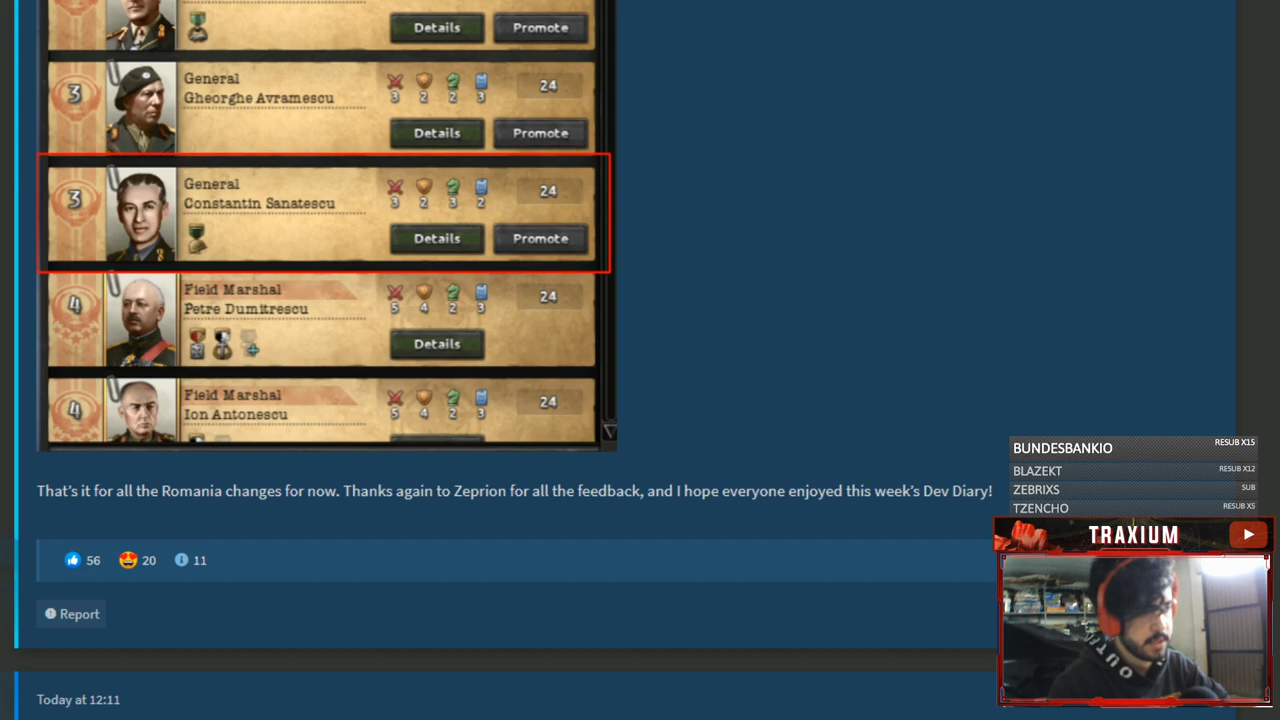 Details Promote
3 General
Gheorghe Avramescu
3 2 2 3 24
Details Promote
3 General
Constantin Sanatescu
3 2 3 2 24
Details Promote
4 Field Marshal
Petre Dumitrescu
5 4 2 3 24
Details
4 Field Marshal
Ion Antonescu
5 4 2 3 24
That's it for all the Romania changes for now. Thanks again to Zeprion for all the feedback, and I hope everyone enjoyed this week's Dev Diary!
56 20 11
Report
Today at 12:11
BUNDESBANKIO RESUB X15
BLAZEKT RESUB X12
ZEBRIXS SUB
TZENCHO RESUB X5
TRAXIUM
OUT